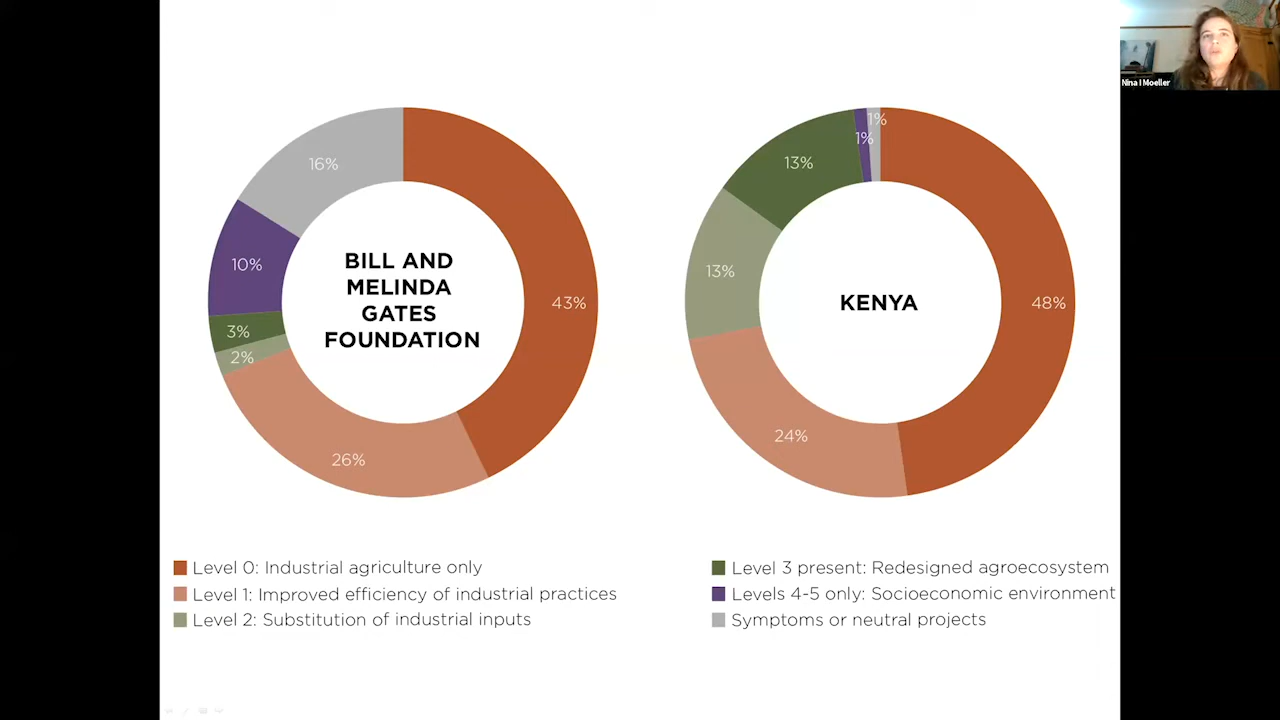 Nina I Moeller
16%
10%
3%
2%
26%
43%
BILL AND
MELINDA
GATES
FOUNDATION
1%
1%
13%
13%
24%
48%
KENYA
Level 0: Industrial agriculture only
Level 1: Improved efficiency of industrial practices
Level 2: Substitution of industrial inputs
Level 3 present: Redesigned agroecosystem
Levels 4-5 only: Socioeconomic environment
Symptoms or neutral projects